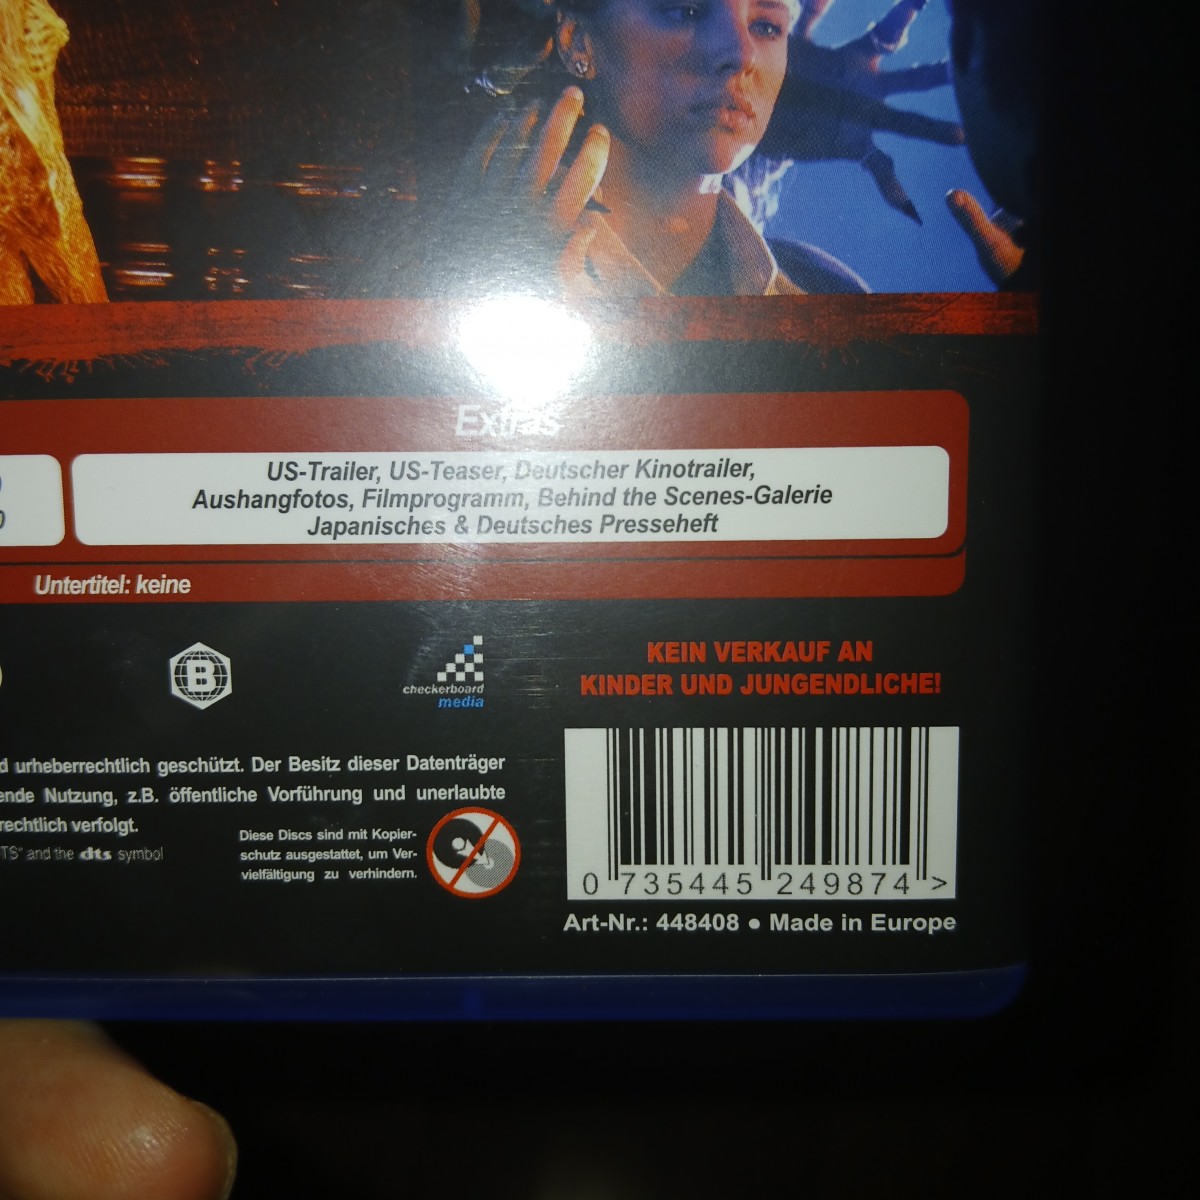 Extras
US-Trailer, US-Teaser, Deutscher Kinotrailer,
Aushangfotos, Filmprogramm, Behind the Scenes-Galerie
Japanisches & Deutsches Presseheft
Untertitel: keine
B
checkerboard
media
KEIN VERKAUF AN
KINDER UND JUNGENDLICHE!
urheberrechtlich geschützt. Der Besitz dieser Datenträger
Nutzung, z.B. öffentliche Vorführung und unerlaubte
verfolgt.
and the dts symbol
Diese Discs sind mit Kopier-
schutz ausgestattet, um Ver-
vielfältigung zu verhindern.
0 735445 249874 >
Art-Nr.: 448408 ● Made in Europe